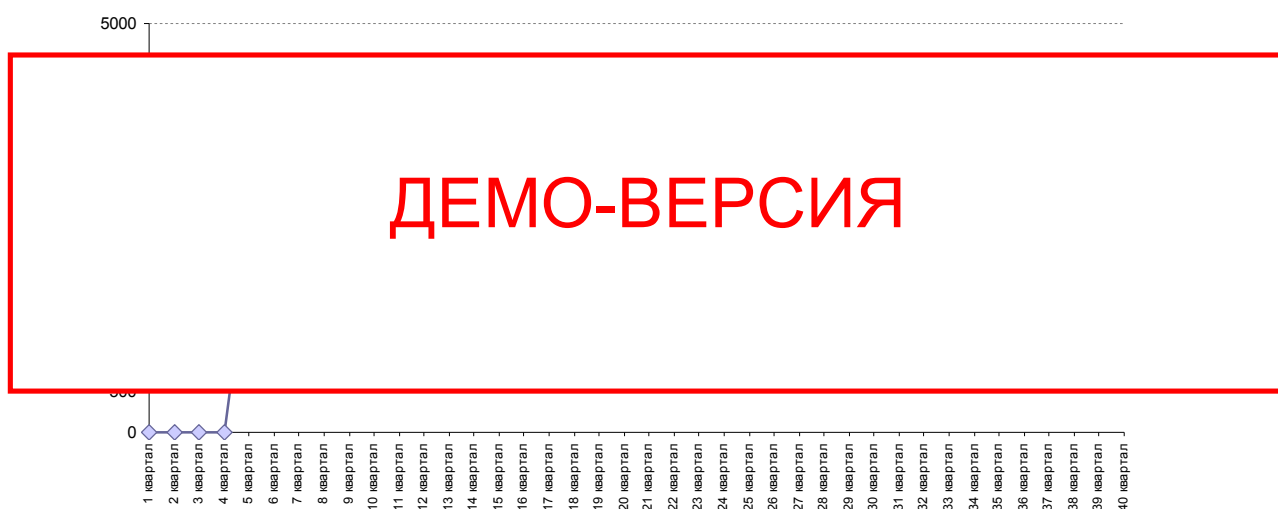 5000
ДЕМО-ВЕРСИЯ
0
1 квартал
2 квартал
3 квартал
4 квартал
5 квартал
6 квартал
7 квартал
8 квартал
9 квартал
10 квартал
11 квартал
12 квартал
13 квартал
14 квартал
15 квартал
16 квартал
17 квартал
18 квартал
19 квартал
20 квартал
21 квартал
22 квартал
23 квартал
24 квартал
25 квартал
26 квартал
27 квартал
28 квартал
29 квартал
30 квартал
31 квартал
32 квартал
33 квартал
34 квартал
35 квартал
36 квартал
37 квартал
38 квартал
39 квартал
40 квартал